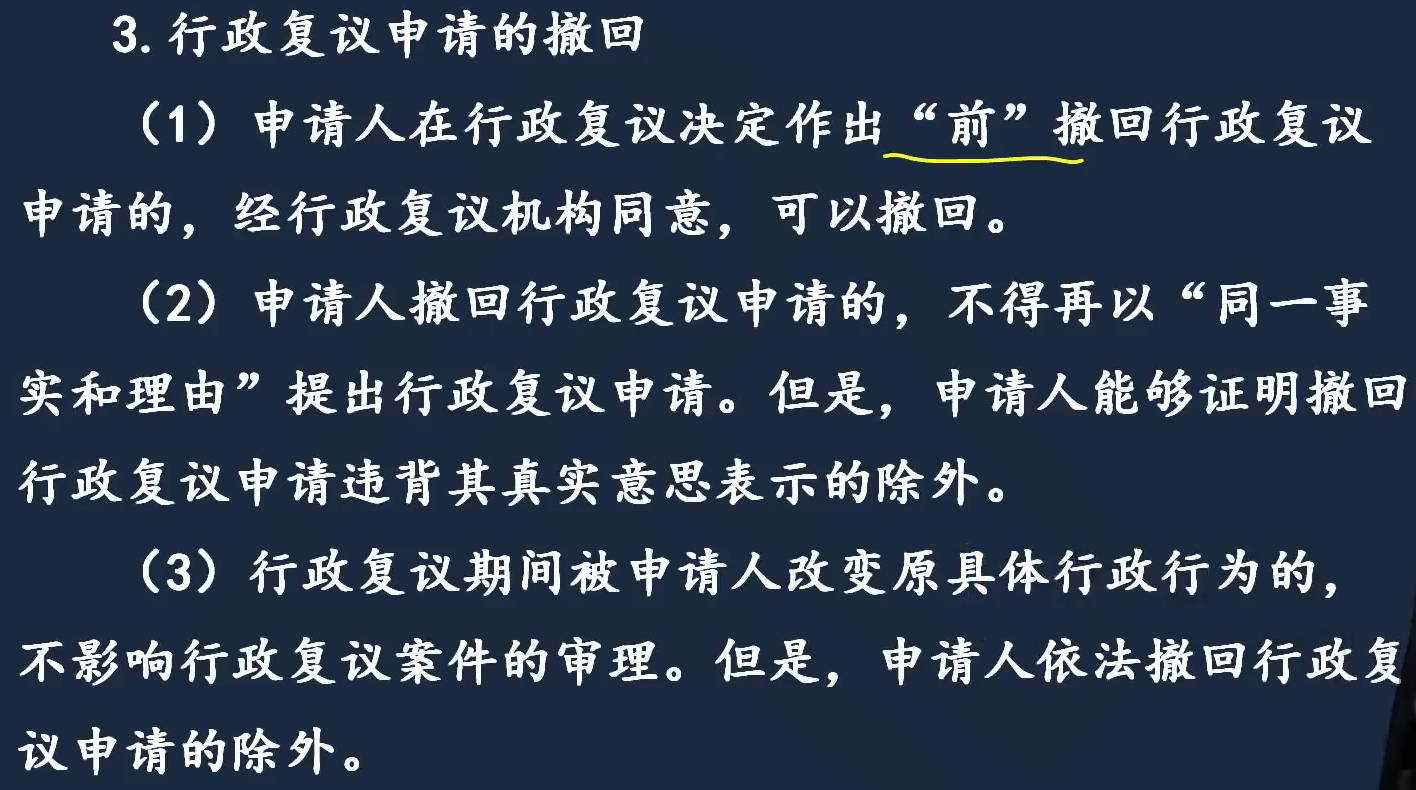 3.行政复议申请的撤回
（1）申请人在行政复议决定作出“前”撤回行政复议
申请的，经行政复议机构同意，可以撤回。
（2）申请人撤回行政复议申请的，不得再以“同一事
实和理由”提出行政复议申请。但是，申请人能够证明撤回
行政复议申请违背其真实意思表示的除外。
（3）行政复议期间被申请人改变原具体行政行为的，
不影响行政复议案件的审理。但是，申请人依法撤回行政复
议申请的除外。